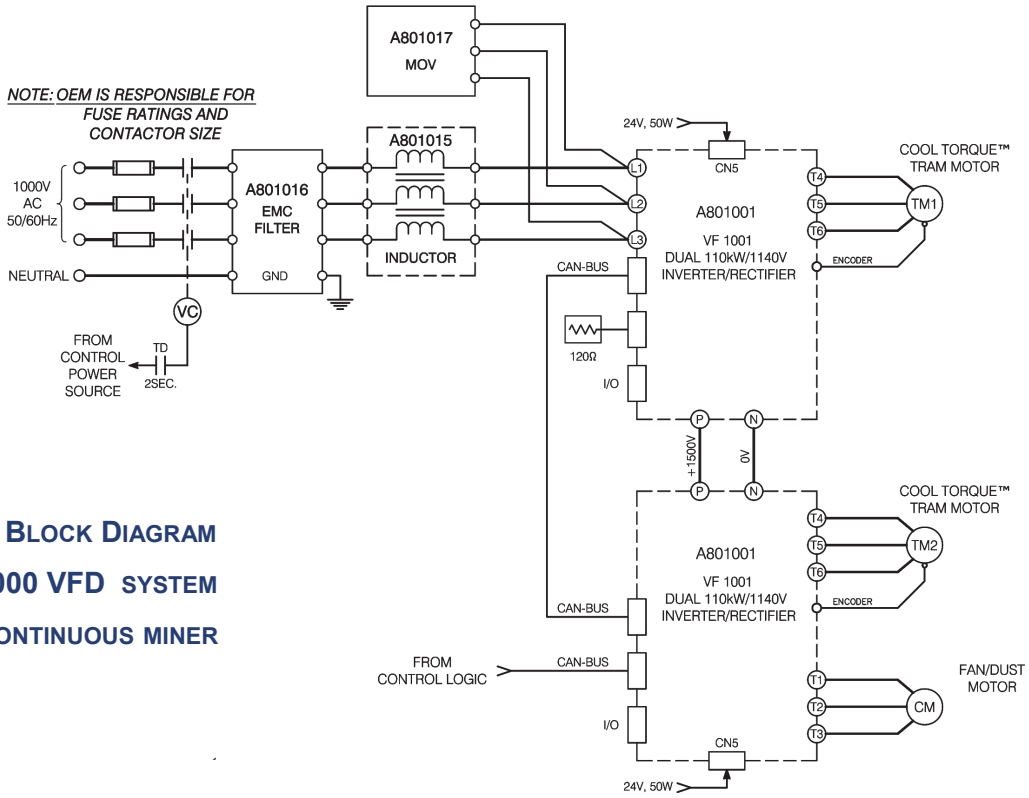 A801017
MOV
NOTE: OEM IS RESPONSIBLE FOR
FUSE RATINGS AND
CONTACTOR SIZE
1000V
AC
50/60Hz
NEUTRAL
A801016
EMC
FILTER
GND
A801015
INDUCTOR
VC
FROM
CONTROL
POWER
SOURCE
TD
2SEC.
24V, 50W
CN5
L1
L2
L3
A801001
VF 1001
DUAL 110kW/1140V
INVERTER/RECTIFIER
CAN-BUS
120Ω
I/O
T4
T5
T6
ENCODER
COOL TORQUE™
TRAM MOTOR
TM1
P
N
+1500V
0V
P
N
BLOCK DIAGRAM
000 VFD SYSTEM
ONTINUOUS MINER
A801001
VF 1001
DUAL 110kW/1140V
INVERTER/RECTIFIER
CAN-BUS
FROM
CONTROL LOGIC
CAN-BUS
I/O
CN5
24V, 50W
T4
T5
T6
ENCODER
COOL TORQUE™
TRAM MOTOR
TM2
T1
T2
T3
FAN/DUST
MOTOR
CM